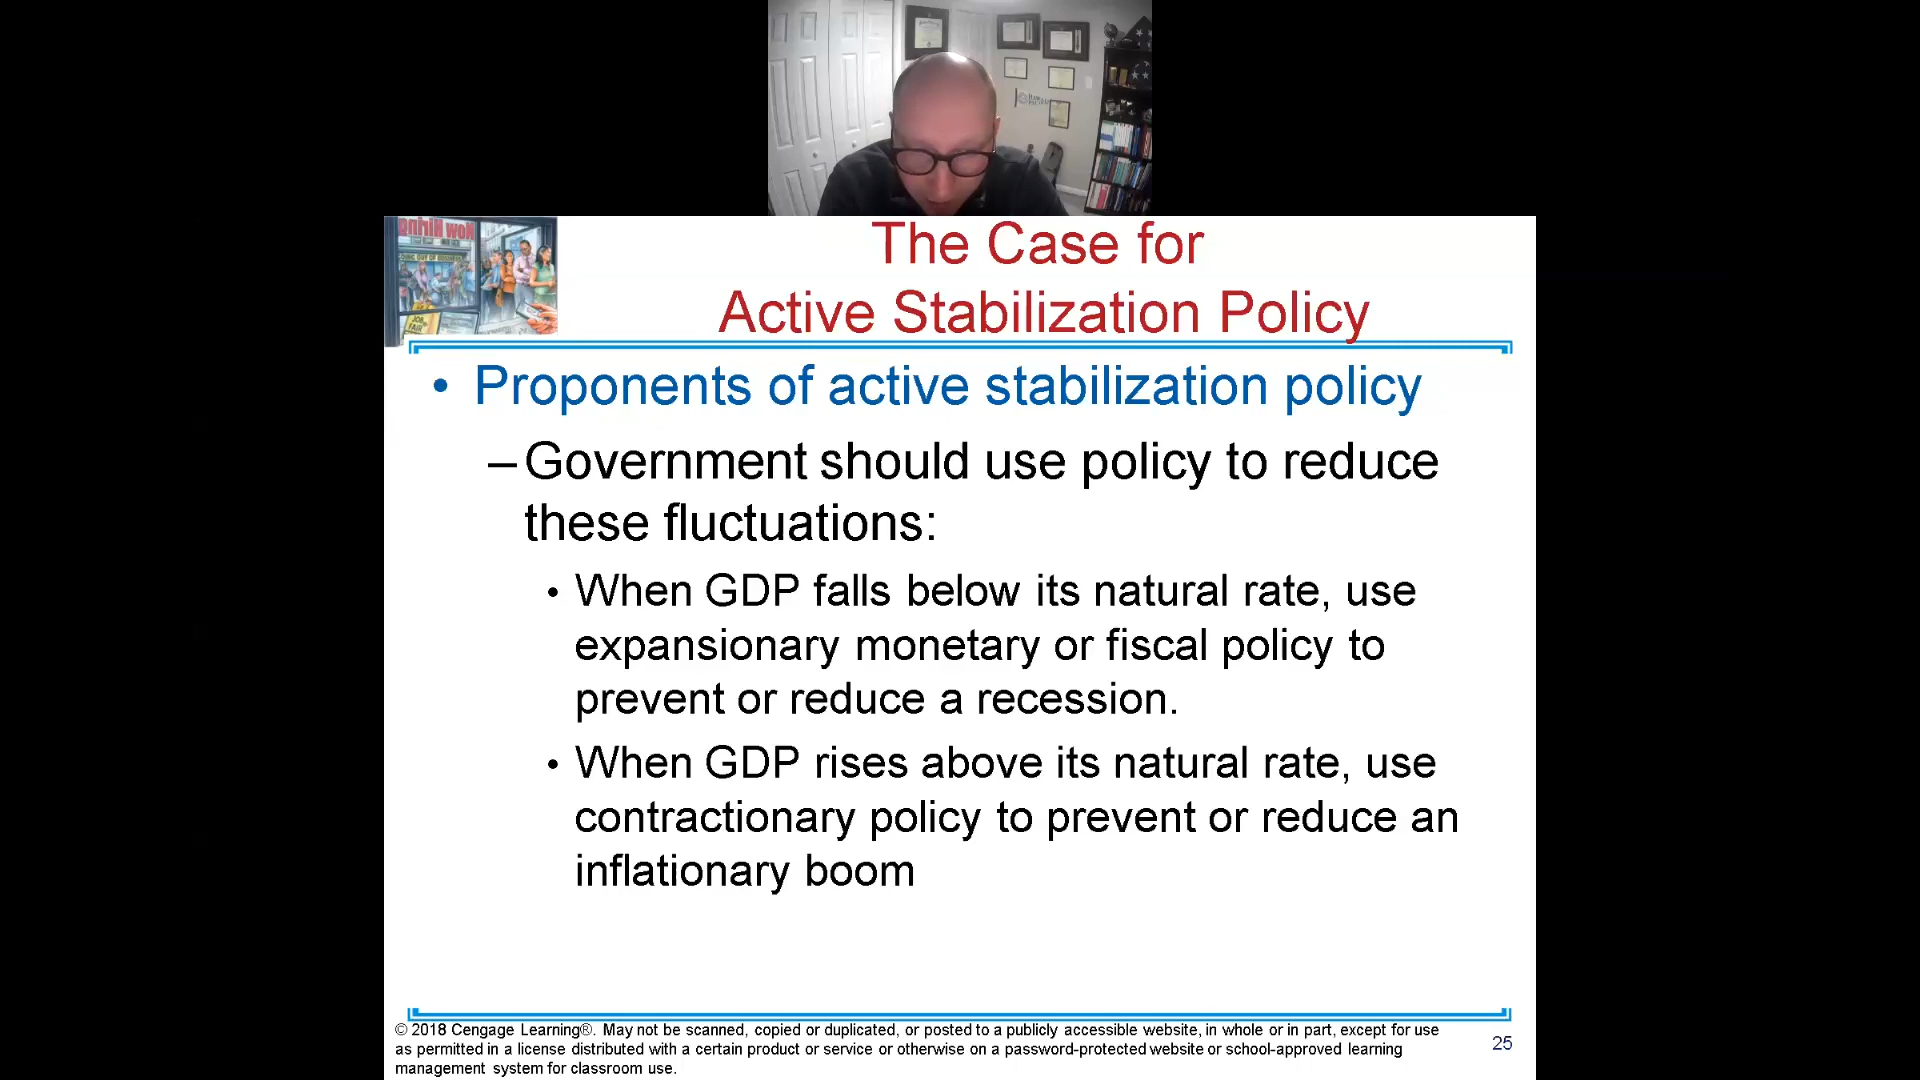 Now Hiring
JOB
FAIR
The Case for
Active Stabilization Policy
• Proponents of active stabilization policy
– Government should use policy to reduce
these fluctuations:
• When GDP falls below its natural rate, use
expansionary monetary or fiscal policy to
prevent or reduce a recession.
• When GDP rises above its natural rate, use
contractionary policy to prevent or reduce an
inflationary boom
© 2018 Cengage Learning®. May not be scanned, copied or duplicated, or posted to a publicly accessible website, in whole or in part, except for use
as permitted in a license distributed with a certain product or service or otherwise on a password-protected website or school-approved learning
management system for classroom use.
25